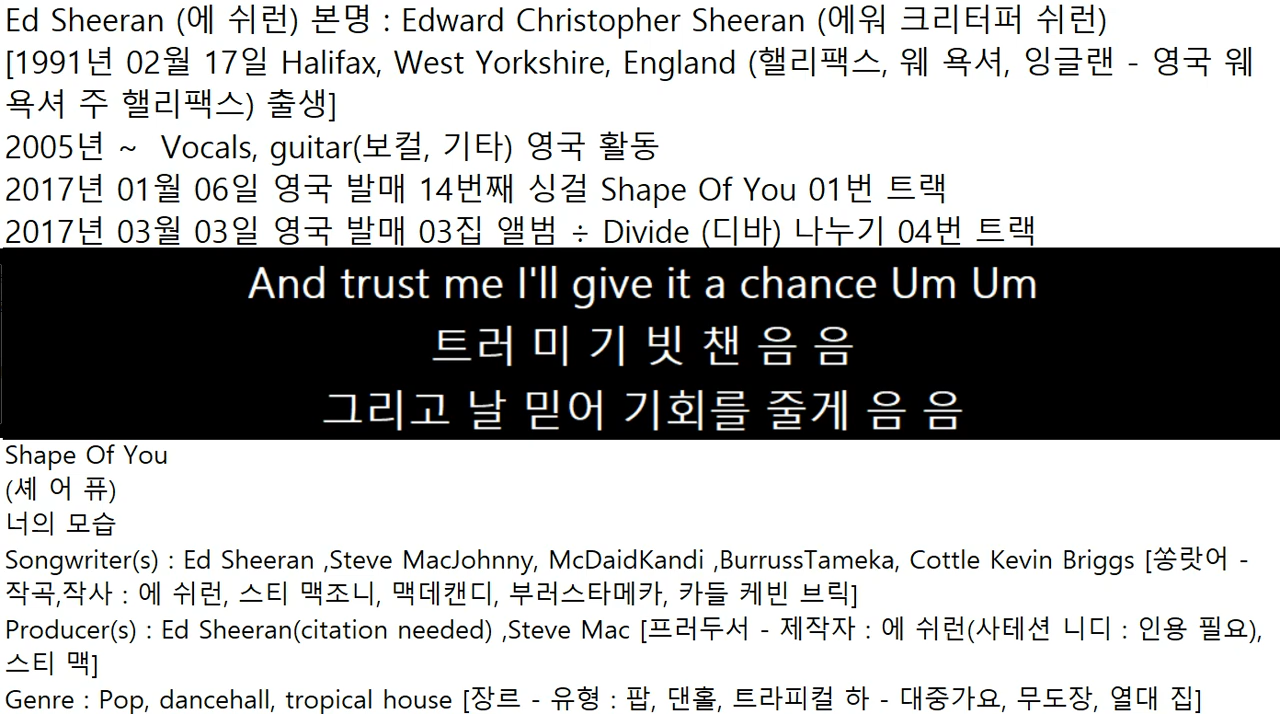 Ed Sheeran (에 쉬런) 본명 : Edward Christopher Sheeran (에워 크리터퍼 쉬런)
[1991년 02월 17일 Halifax, West Yorkshire, England (핼리팩스, 웨 욕셔, 잉글랜 - 영국 웨
욕셔 주 핼리팩스) 출생]
2005년 ~  Vocals, guitar(보컬, 기타) 영국 활동
2017년 01월 06일 영국 발매 14번째 싱걸 Shape Of You 01번 트랙
2017년 03월 03일 영국 발매 03집 앨범 ÷ Divide (디바) 나누기 04번 트랙
And trust me I'll give it a chance Um Um
트러 미 기 빗 챈 음 음
그리고 날 믿어 기회를 줄게 음 음
Shape Of You
(셰 어 퓨)
너의 모습
Songwriter(s) : Ed Sheeran ,Steve MacJohnny, McDaidKandi ,BurrussTameka, Cottle Kevin Briggs [쏭랏어 -
작곡,작사 : 에 쉬런, 스티 맥조니, 맥데캔디, 부러스타메카, 카들 케빈 브릭]
Producer(s) : Ed Sheeran(citation needed) ,Steve Mac [프러두서 - 제작자 : 에 쉬런(사테션 니디 : 인용 필요),
스티 맥]
Genre : Pop, dancehall, tropical house [장르 - 유형 : 팝, 댄홀, 트라피컬 하 - 대중가요, 무도장, 열대 집]